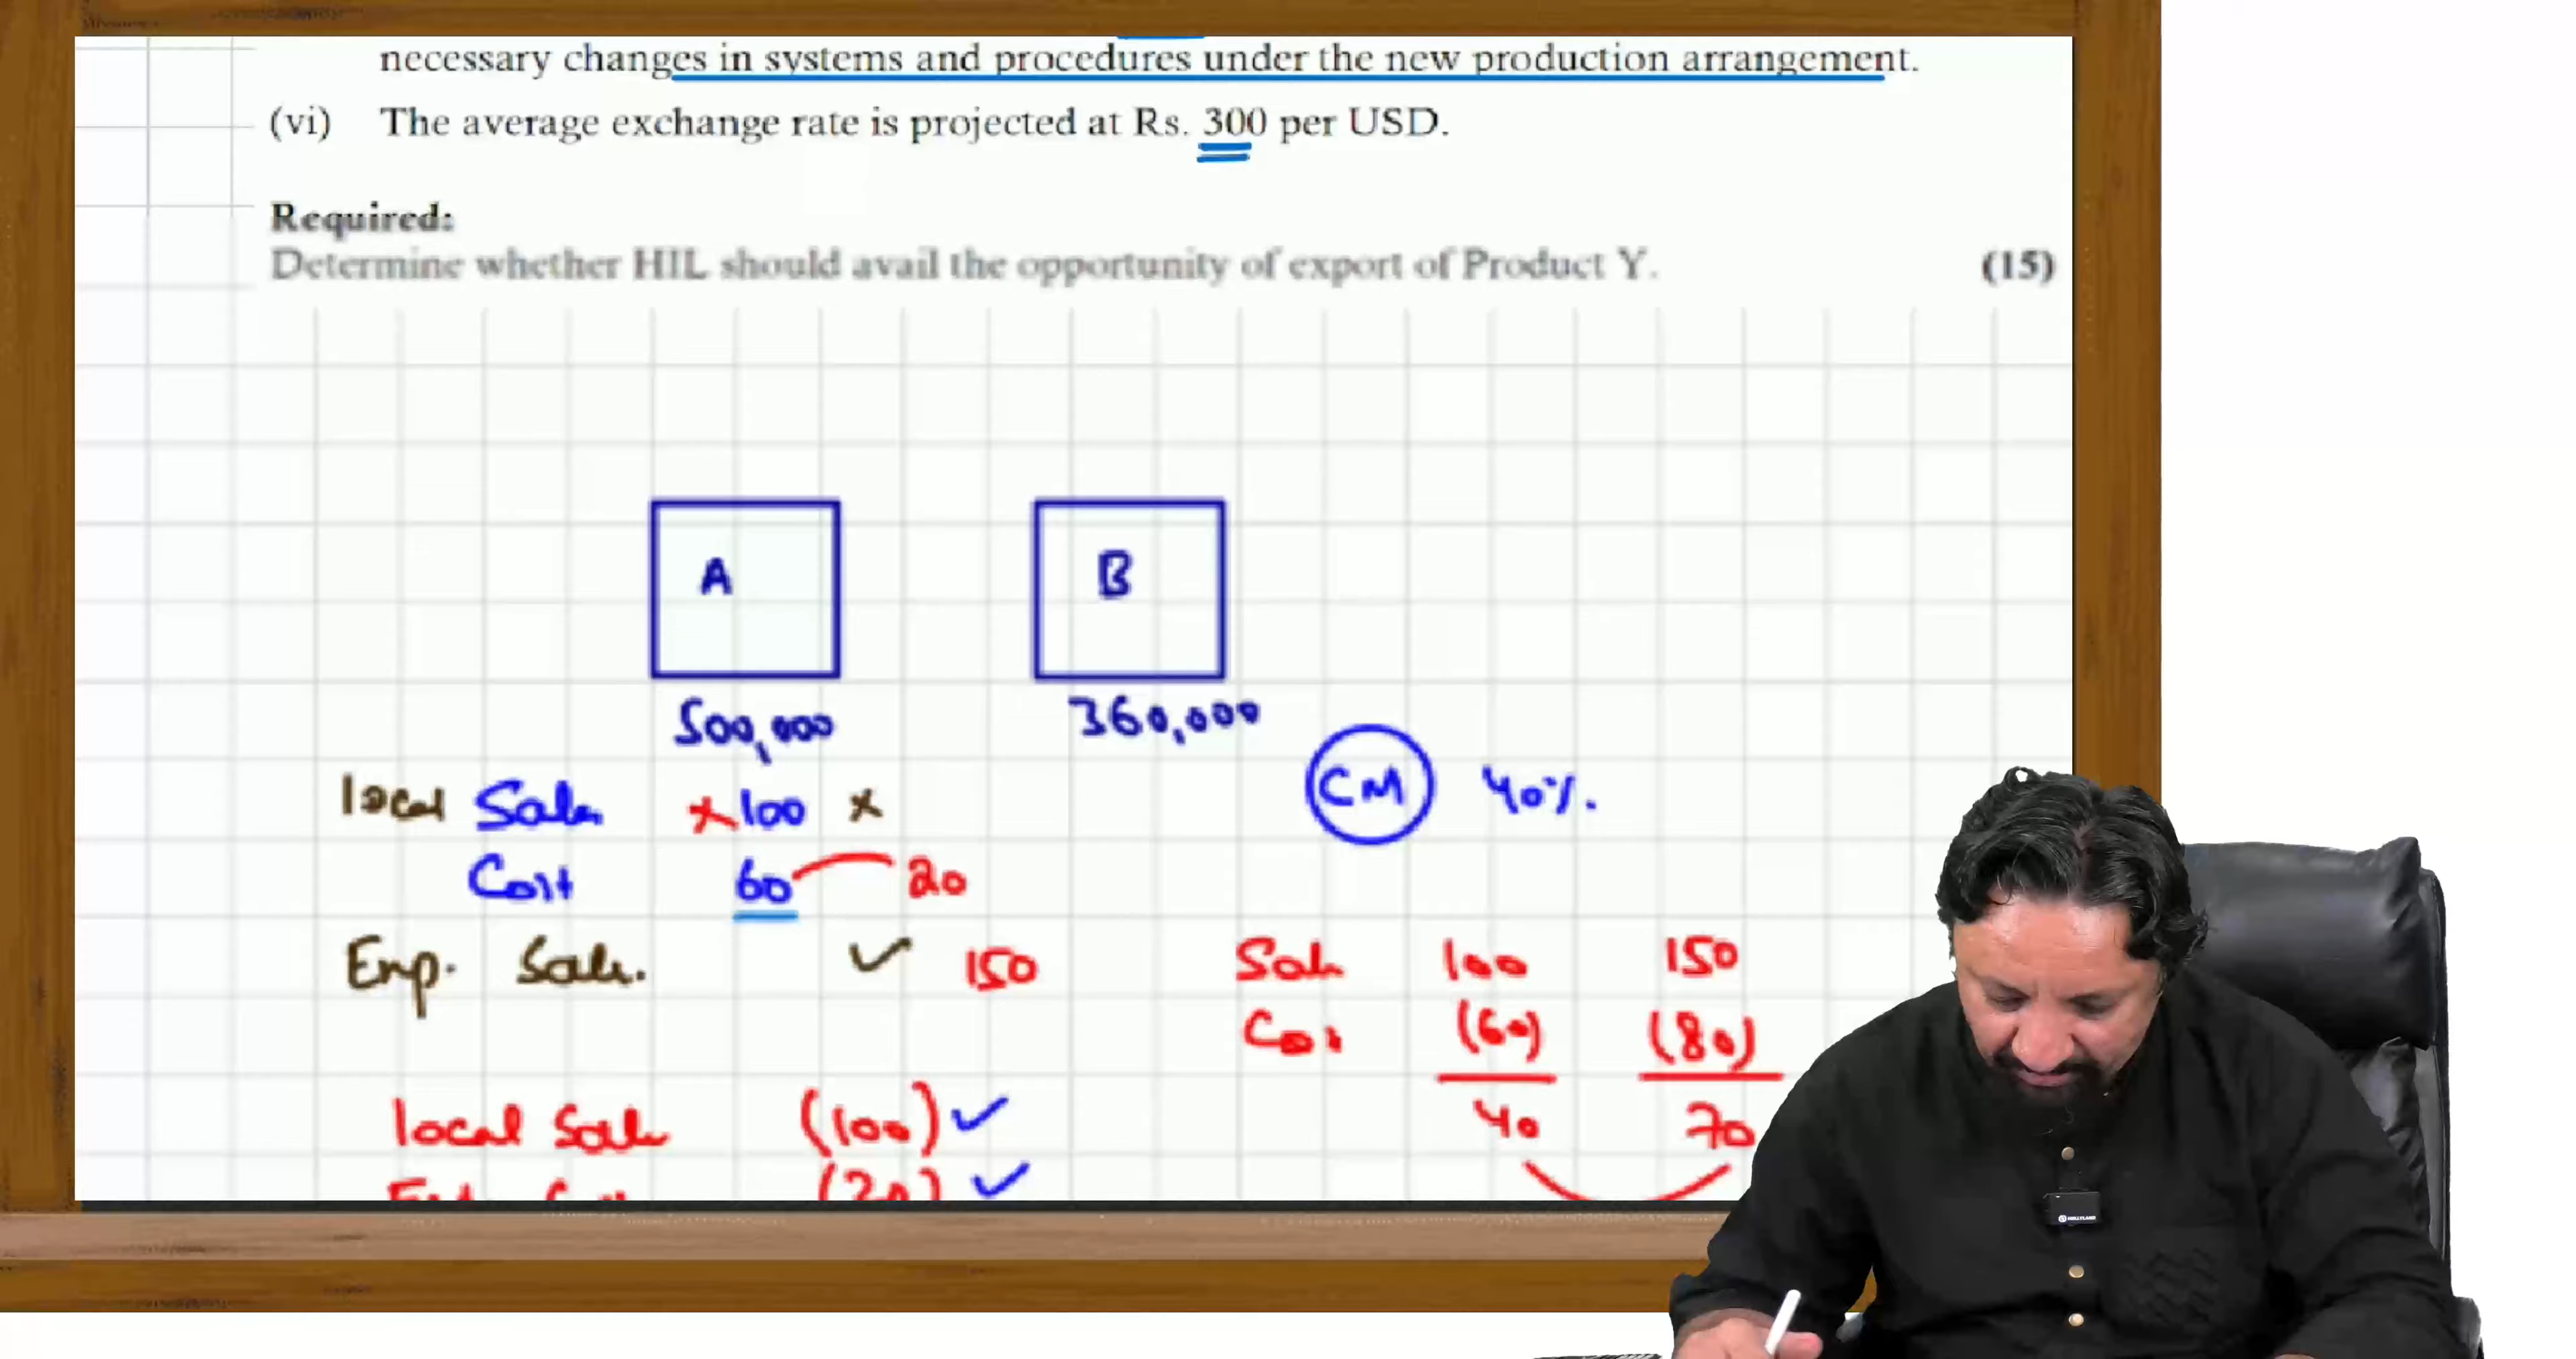 necessary changes in systems and procedures under the new production arrangement.
(vi) The average exchange rate is projected at Rs. 300 per USD.
Required:
Determine whether HIL should avail the opportunity of export of Product Y. (15)
A B
500,000 360,000
local Sales × 100 × CM 40%.
Cost 60 20
Exp. Sale. ✓ 150 Sale 100 150
Cost (60) (80)
local Sale (100) ✓ 40 70
✓
HOLLYLAND